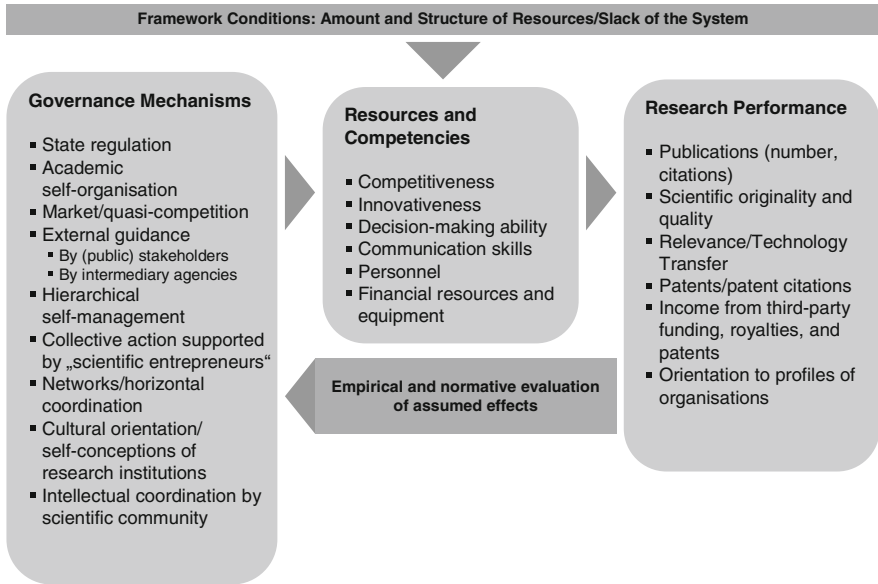 Framework Conditions: Amount and Structure of Resources/Slack of the System
Governance Mechanisms
▪ State regulation
▪ Academic
self-organisation
▪ Market/quasi-competition
▪ External guidance
▪ By (public) stakeholders
▪ By intermediary agencies
▪ Hierarchical
self-management
▪ Collective action supported
by „scientific entrepreneurs“
▪ Networks/horizontal
coordination
▪ Cultural orientation/
self-conceptions of
research institutions
▪ Intellectual coordination by
scientific community
Resources and
Competencies
▪ Competitiveness
▪ Innovativeness
▪ Decision-making ability
▪ Communication skills
▪ Personnel
▪ Financial resources and
equipment
Research Performance
▪ Publications (number,
citations)
▪ Scientific originality and
quality
▪ Relevance/Technology
Transfer
▪ Patents/patent citations
▪ Income from third-party
funding, royalties, and
patents
▪ Orientation to profiles of
organisations
Empirical and normative evaluation
of assumed effects